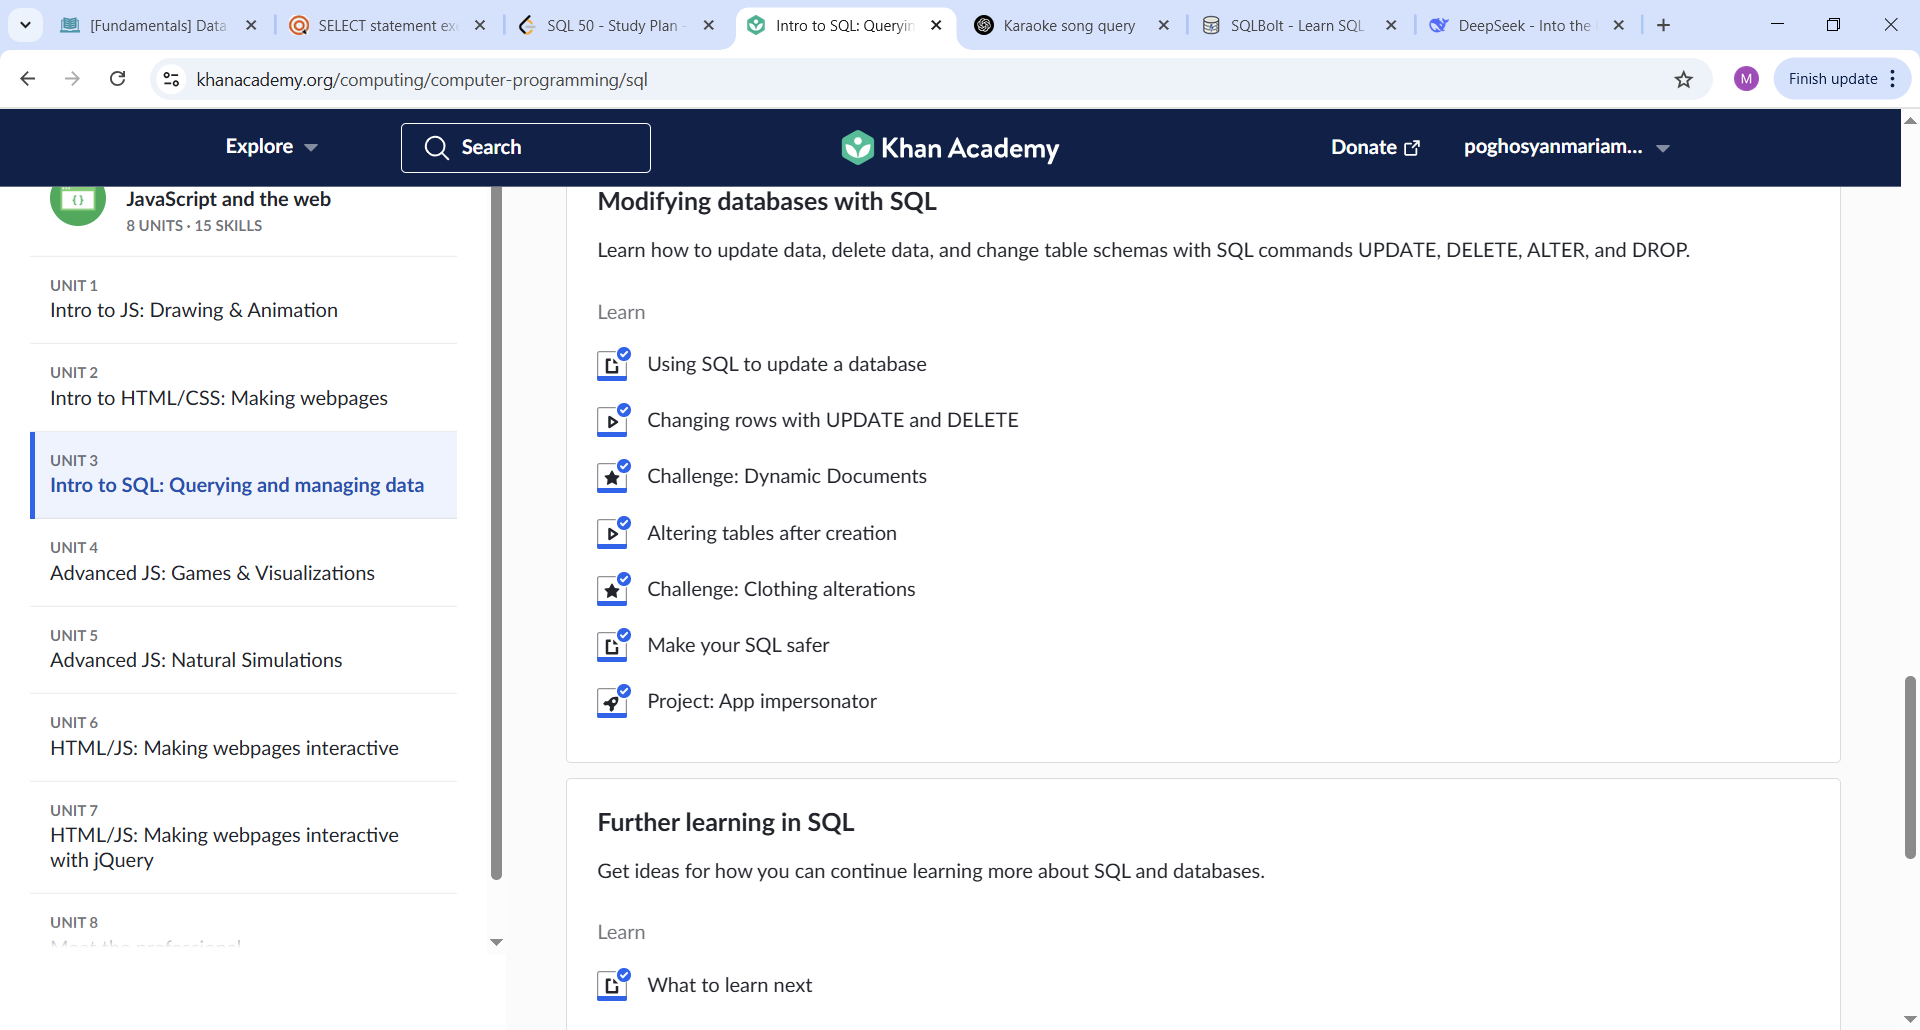 [Fundamentals] Data
SELECT statement exe
SQL 50 - Study Plan -
Intro to SQL: Queryin
Karaoke song query
SQLBolt - Learn SQL
DeepSeek - Into the
khanacademy.org/computing/computer-programming/sql
M
Finish update
Explore
Search
Khan Academy
Donate
poghosyanmariam...
JavaScript and the web
8 UNITS · 15 SKILLS
UNIT 1
Intro to JS: Drawing & Animation
UNIT 2
Intro to HTML/CSS: Making webpages
UNIT 3
Intro to SQL: Querying and managing data
UNIT 4
Advanced JS: Games & Visualizations
UNIT 5
Advanced JS: Natural Simulations
UNIT 6
HTML/JS: Making webpages interactive
UNIT 7
HTML/JS: Making webpages interactive
with jQuery
UNIT 8
Meet the professional
Modifying databases with SQL
Learn how to update data, delete data, and change table schemas with SQL commands UPDATE, DELETE, ALTER, and DROP.
Learn
Using SQL to update a database
Changing rows with UPDATE and DELETE
Challenge: Dynamic Documents
Altering tables after creation
Challenge: Clothing alterations
Make your SQL safer
Project: App impersonator
Further learning in SQL
Get ideas for how you can continue learning more about SQL and databases.
Learn
What to learn next